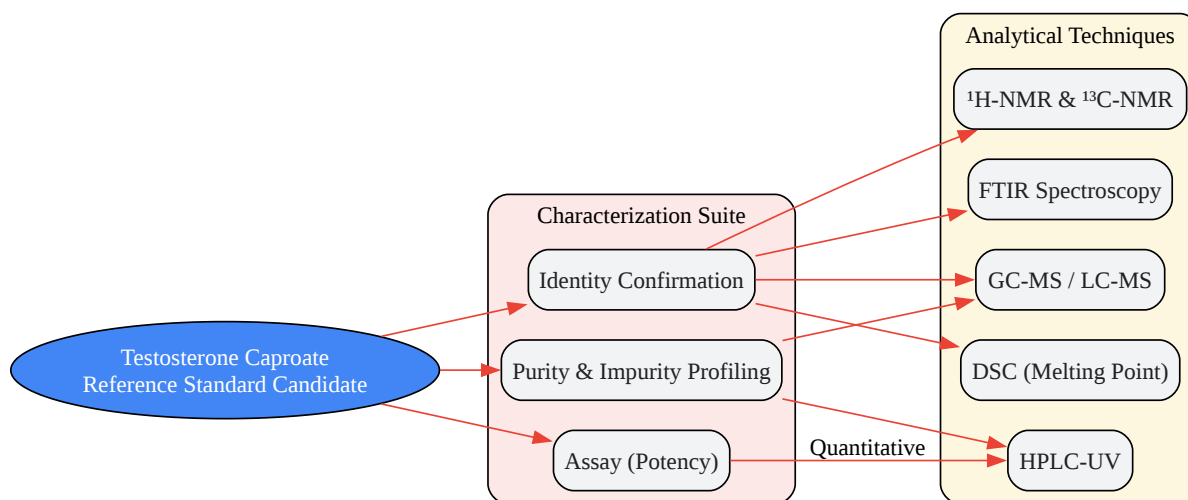 Testosterone Caproate
Reference Standard Candidate
Characterization Suite
Identity Confirmation
Purity & Impurity Profiling
Assay (Potency)
Quantitative
Analytical Techniques
¹H-NMR & ¹³C-NMR
FTIR Spectroscopy
GC-MS / LC-MS
DSC (Melting Point)
HPLC-UV